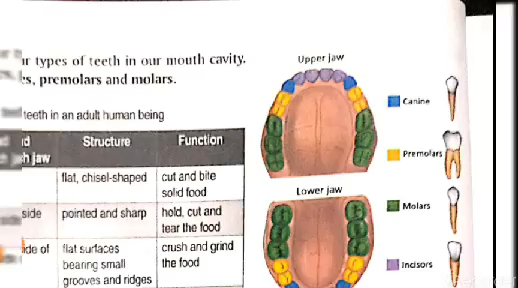 types of teeth in our mouth cavity.
premolars and molars.
teeth in an adult human being
Structure Function
jaw
flat, chisel-shaped cut and bite
solid food
side pointed and sharp hold, cut and
tear the food
of flat surfaces crush and grind
bearing small the food
grooves and ridges
Upper jaw
Canine
Premolars
Lower jaw
Molars
Incisors